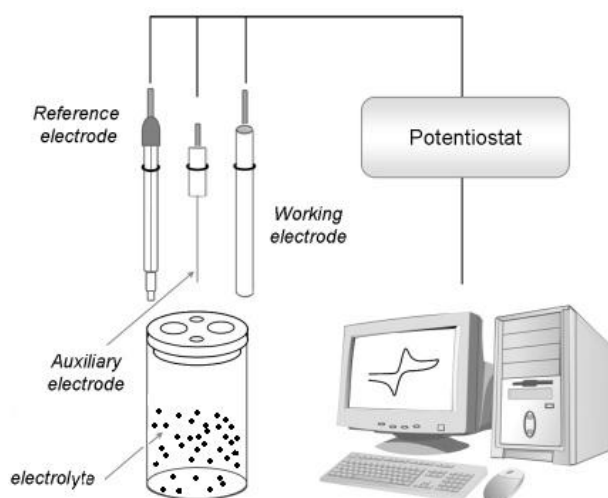 Reference
electrode
Potentiostat
Working
electrode
Auxiliary
electrode
electrolyte